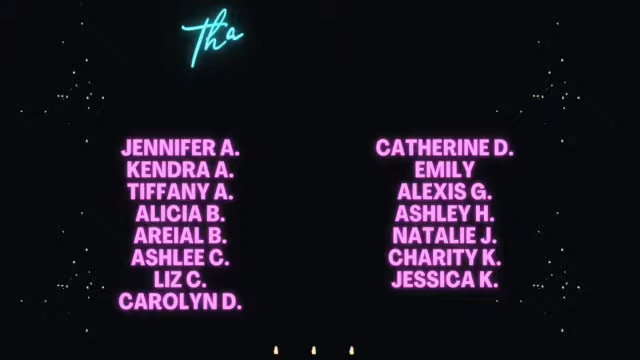 Tha
JENNIFER A.
KENDRA A.
TIFFANY A.
ALICIA B.
AREIAL B.
ASHLEE C.
LIZ C.
CAROLYN D.
CATHERINE D.
EMILY
ALEXIS G.
ASHLEY H.
NATALIE J.
CHARITY K.
JESSICA K.